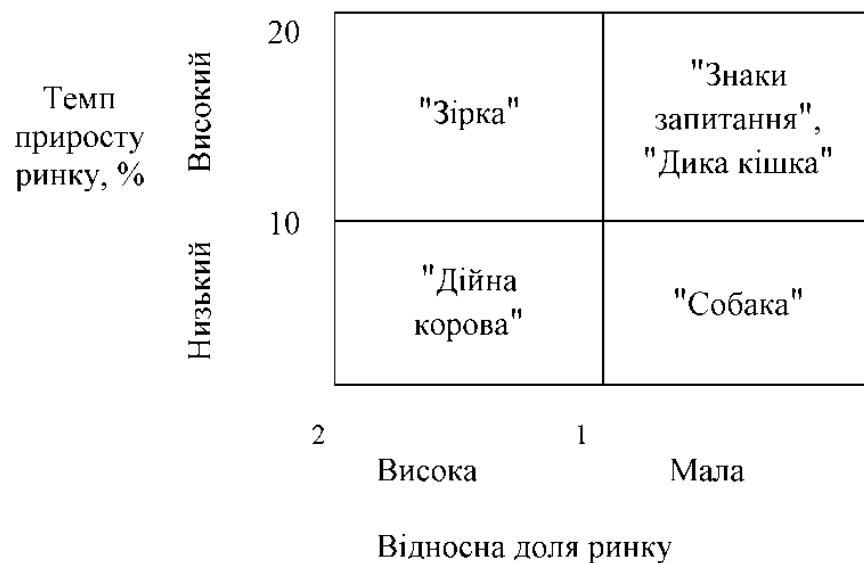 20
Темп
приросту
ринку, %
Високий
"Зірка"
"Знаки
запитання",
"Дика кішка"
10
Низький
"Дійна
корова"
"Собака"
2
1
Висока
Мала
Відносна доля ринку